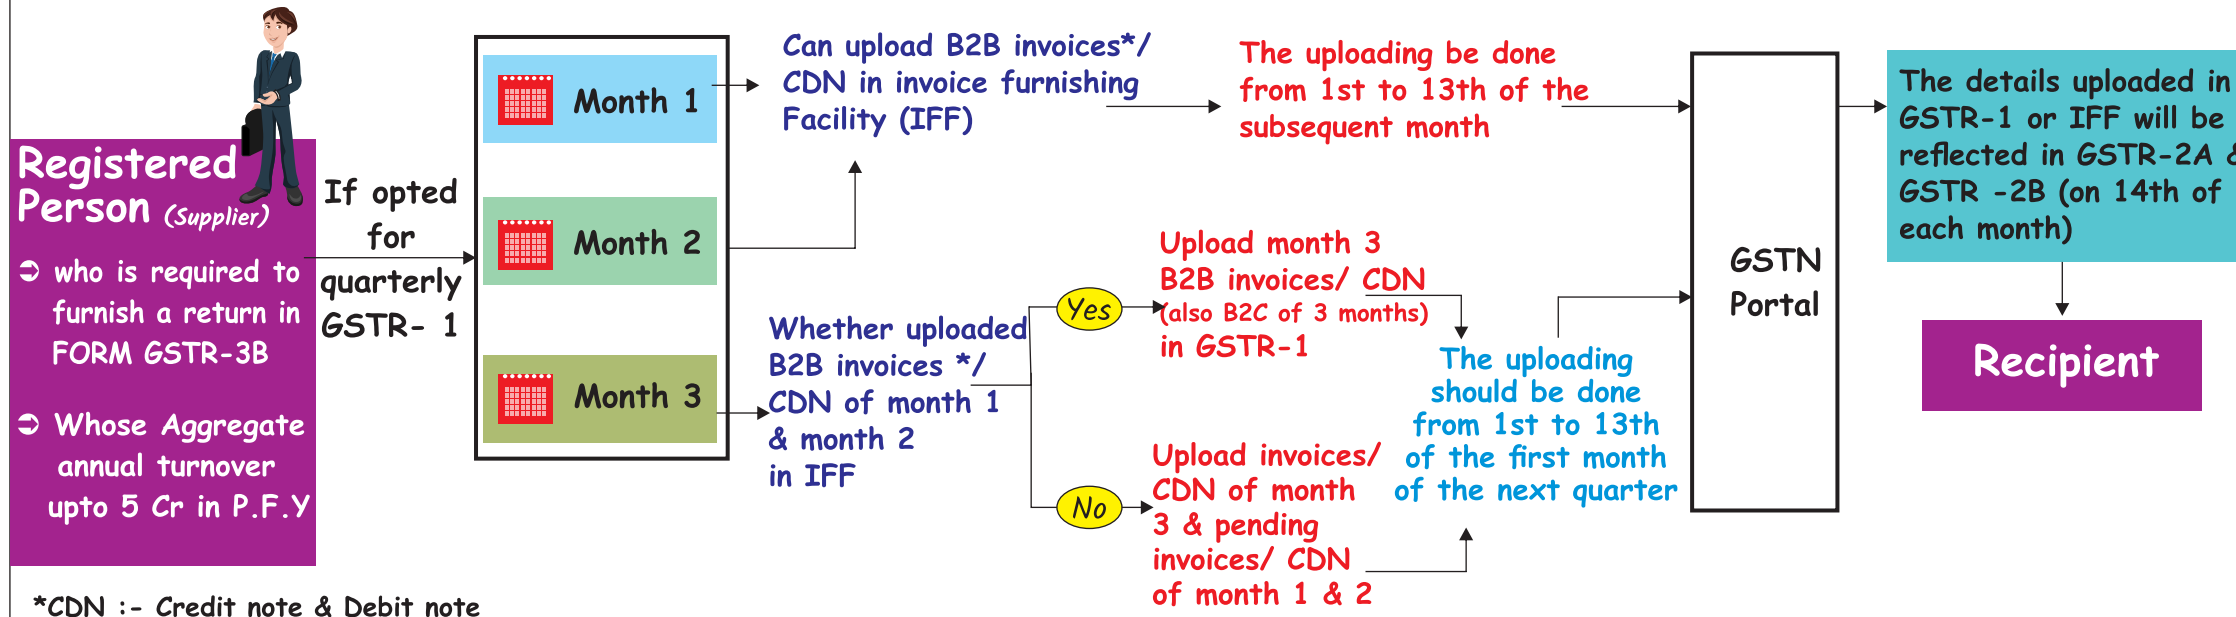 Registered
Person (Supplier)
➲ who is required to
furnish a return in
FORM GSTR-3B
➲ Whose Aggregate
annual turnover
upto 5 Cr in P.F.Y
If opted
for
quarterly
GSTR- 1
Month 1
Month 2
Month 3
Can upload B2B invoices*/
CDN in invoice furnishing
Facility (IFF)
The uploading be done
from 1st to 13th of the
subsequent month
Whether uploaded
B2B invoices */
CDN of month 1
& month 2
in IFF
Yes
Upload month 3
B2B invoices/ CDN
(also B2C of 3 months)
in GSTR-1
No
Upload invoices/
CDN of month
3 & pending
invoices/ CDN
of month 1 & 2
The uploading
should be done
from 1st to 13th
of the first month
of the next quarter
GSTN
Portal
The details uploaded in
GSTR-1 or IFF will be
reflected in GSTR-2A &
GSTR -2B (on 14th of
each month)
Recipient
*CDN :- Credit note & Debit note